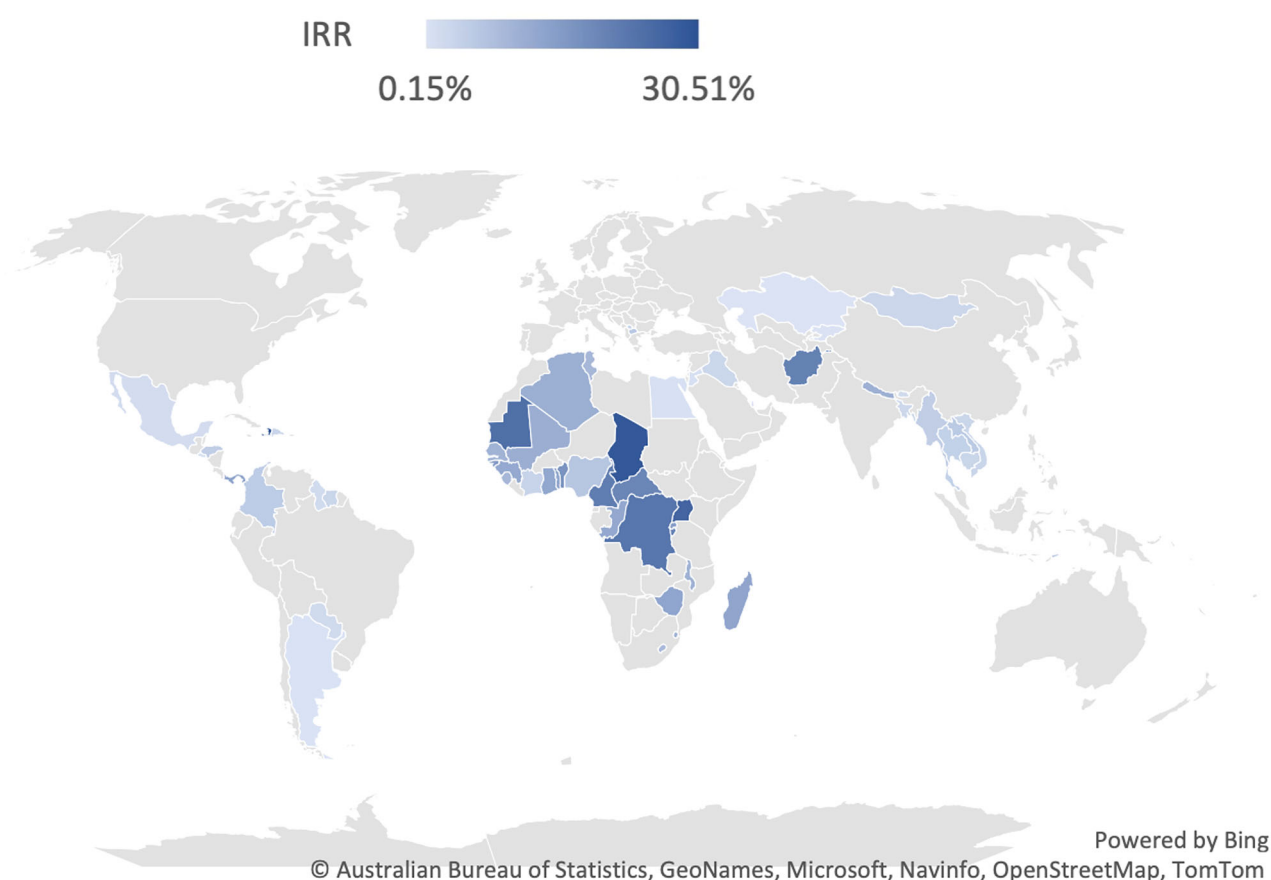 IRR
0.15% 30.51%
Powered by Bing
© Australian Bureau of Statistics, GeoNames, Microsoft, Navinfo, OpenStreetMap, TomTom